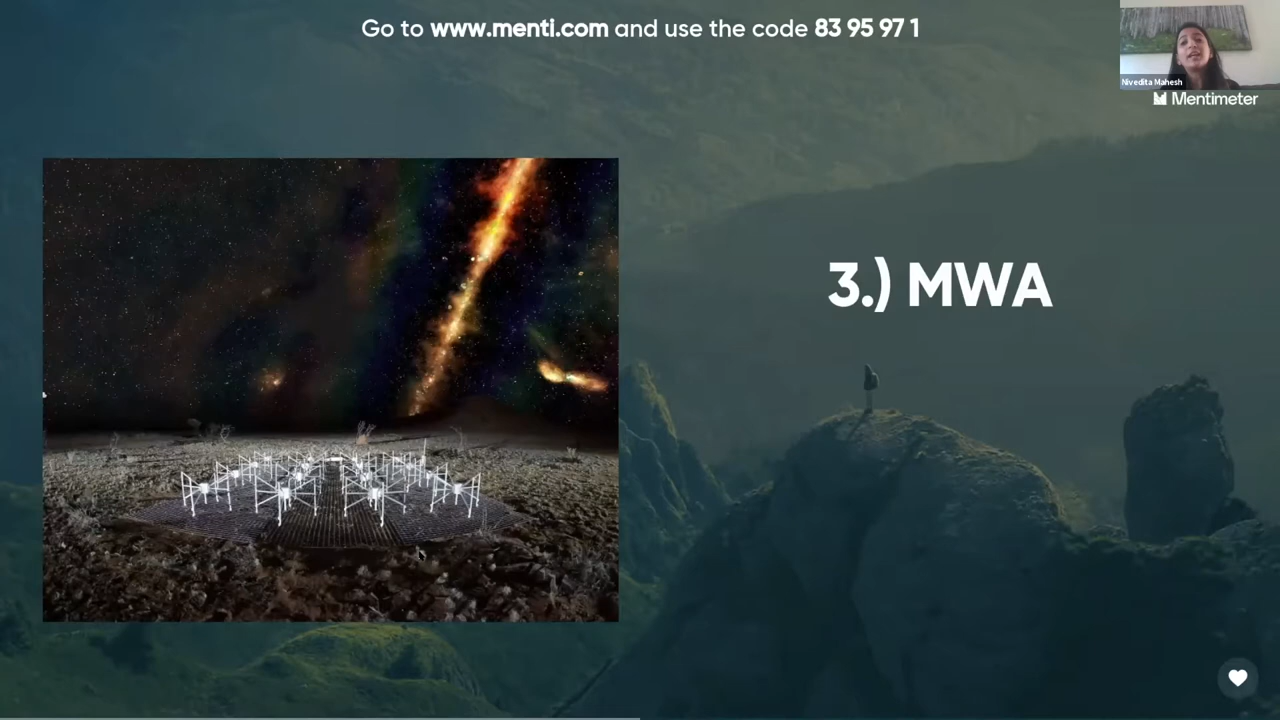 Go to www.menti.com and use the code 83 95 97 1
Nivedita Mahesh
Mentimeter
3.) MWA